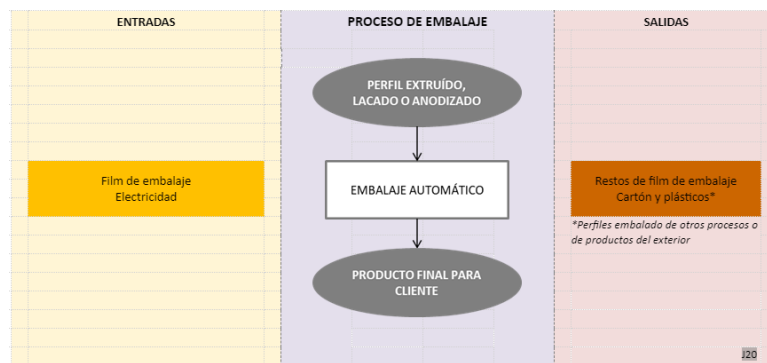 ENTRADAS
PROCESO DE EMBALAJE
SALIDAS
PERFIL EXTRUÍDO,
LACADO O ANODIZADO
Film de embalaje
Electricidad
EMBALAJE AUTOMÁTICO
Restos de film de embalaje
Cartón y plásticos*
*Perfiles embalado de otros procesos o
de productos del exterior
PRODUCTO FINAL PARA
CLIENTE
J20